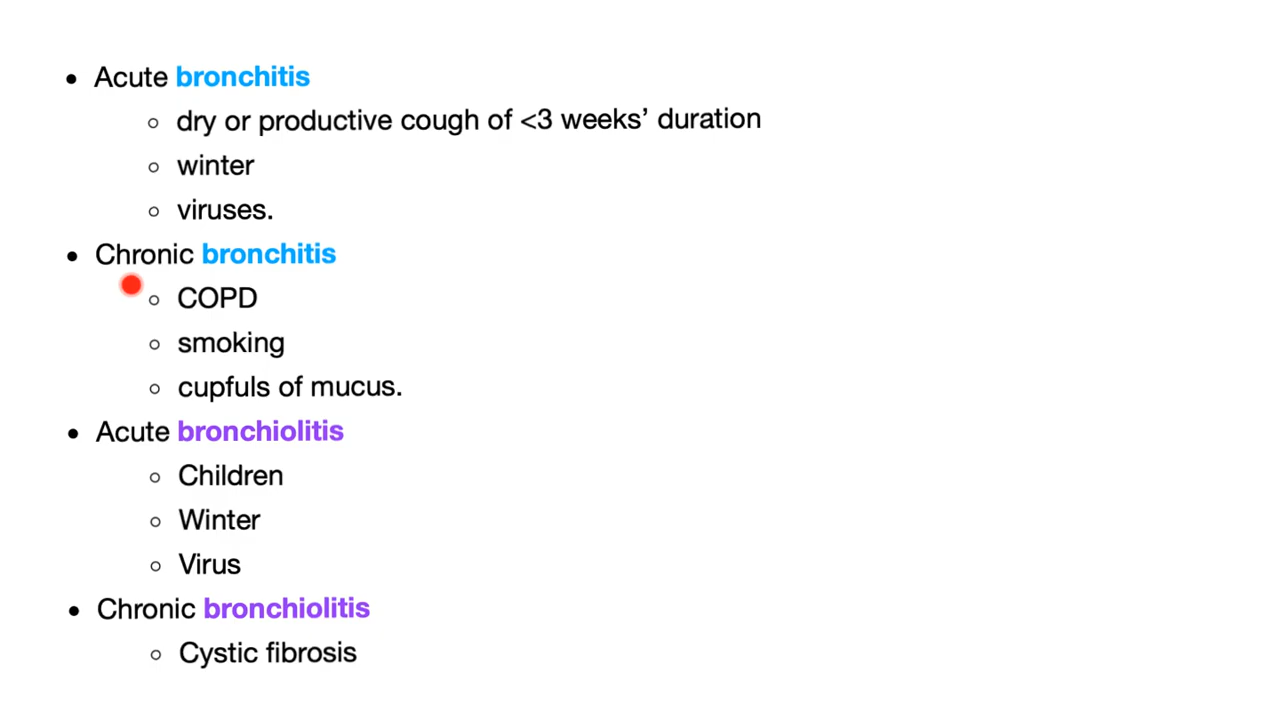 • Acute bronchitis
○ dry or productive cough of <3 weeks’ duration
○ winter
○ viruses.
• Chronic bronchitis
○ COPD
○ smoking
○ cupfuls of mucus.
• Acute bronchiolitis
○ Children
○ Winter
○ Virus
• Chronic bronchiolitis
○ Cystic fibrosis